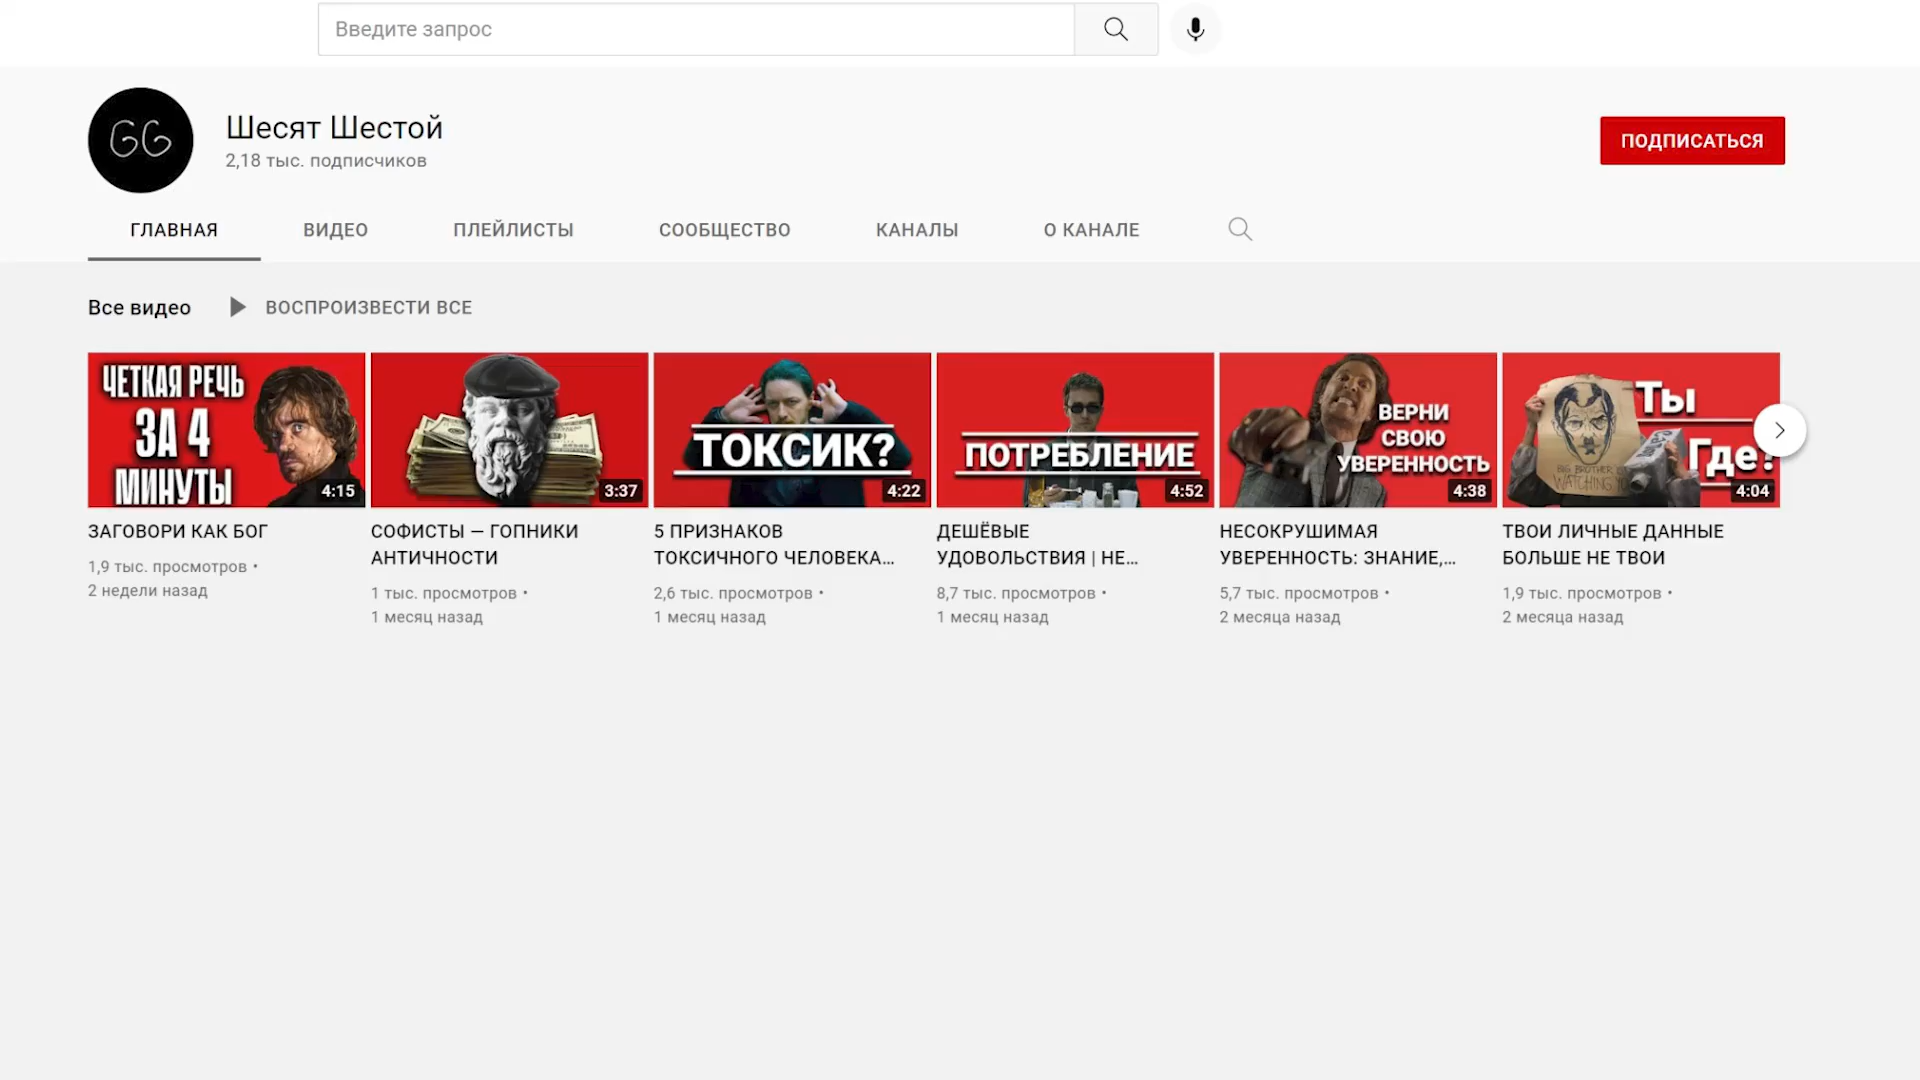 Введите запрос
GG
Шесят Шестой
2,18 тыс. подписчиков
ПОДПИСАТЬСЯ
ГЛАВНАЯ
ВИДЕО
ПЛЕЙЛИСТЫ
СООБЩЕСТВО
КАНАЛЫ
О КАНАЛЕ
Все видео
ВОСПРОИЗВЕСТИ ВСЕ
ЧЕТКАЯ РЕЧЬ
ЗА 4
МИНУТЫ
4:15
3:37
ТОКСИК?
4:22
ПОТРЕБЛЕНИЕ
4:52
ВЕРНИ
СВОЮ
УВЕРЕННОСТЬ
4:38
Ты
Где?
BIG BROTHER
WATCHING
4:04
ЗАГОВОРИ КАК БОГ
1,9 тыс. просмотров •
2 недели назад
СОФИСТЫ — ГОПНИКИ
АНТИЧНОСТИ
1 тыс. просмотров •
1 месяц назад
5 ПРИЗНАКОВ
ТОКСИЧНОГО ЧЕЛОВЕКА...
2,6 тыс. просмотров •
1 месяц назад
ДЕШЁВЫЕ
УДОВОЛЬСТВИЯ | НЕ...
8,7 тыс. просмотров •
1 месяц назад
НЕСОКРУШИМАЯ
УВЕРЕННОСТЬ: ЗНАНИЕ,...
5,7 тыс. просмотров •
2 месяца назад
ТВОИ ЛИЧНЫЕ ДАННЫЕ
БОЛЬШЕ НЕ ТВОИ
1,9 тыс. просмотров •
2 месяца назад